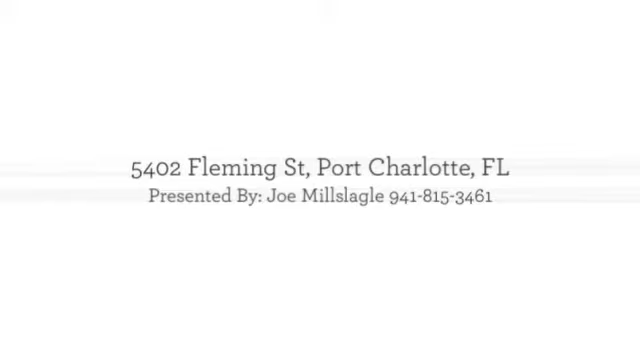 5402 Fleming St, Port Charlotte, FL
Presented By: Joe Millslagle 941-815-3461